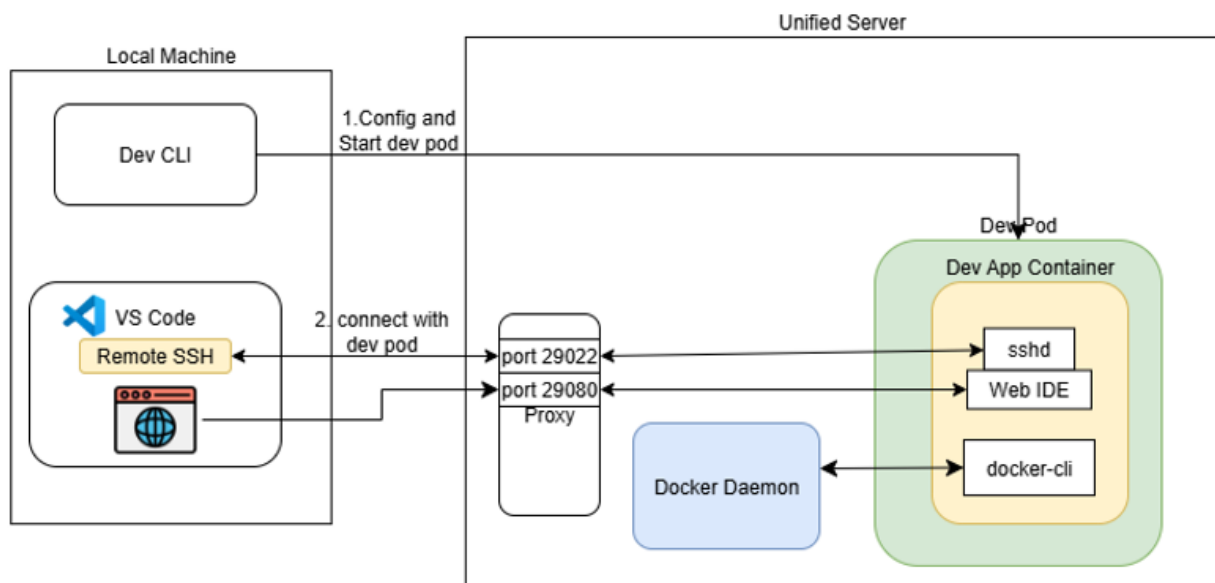 Unified Server
Local Machine
1.Config and
Start dev pod
Dev CLI
Dev Pod
Dev App Container
VS Code
2. connect with
dev pod
Remote SSH
port 29022
sshd
port 29080
Web IDE
Proxy
Docker Daemon
docker-cli